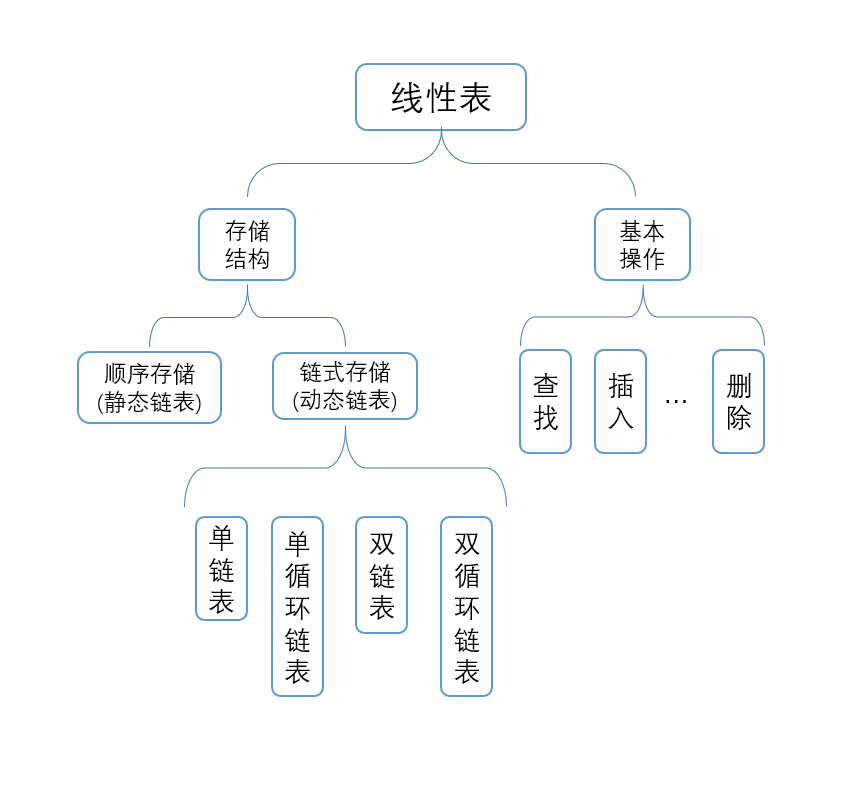 线性表
存储
结构
基本
操作
顺序存储
(静态链表)
链式存储
(动态链表)
查找
插入
...
删除
单链表
单循环链表
双链表
双循环链表